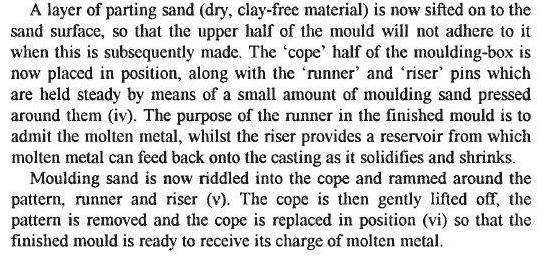 A layer of parting sand (dry, clay-free material) is now sifted on to the
sand surface, so that the upper half of the mould will not adhere to it
when this is subsequently made. The ‘cope’ half of the moulding-box is
now placed in position, along with the ‘runner’ and ‘riser’ pins which
are held steady by means of a small amount of moulding sand pressed
around them (iv). The purpose of the runner in the finished mould is to
admit the molten metal, whilst the riser provides a reservoir from which
molten metal can feed back onto the casting as it solidifies and shrinks.
Moulding sand is now riddled into the cope and rammed around the
pattern, runner and riser (v). The cope is then gently lifted off, the
pattern is removed and the cope is replaced in position (vi) so that the
finished mould is ready to receive its charge of molten metal.